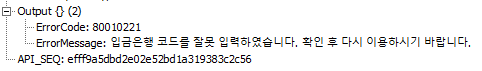 Output {} (2)
ErrorCode: 80010221
ErrorMessage: 입금은행 코드를 잘못 입력하였습니다. 확인 후 다시 이용하시기 바랍니다.
API_SEQ: efff9a5dbd2e02e52bd1a319383c2c56